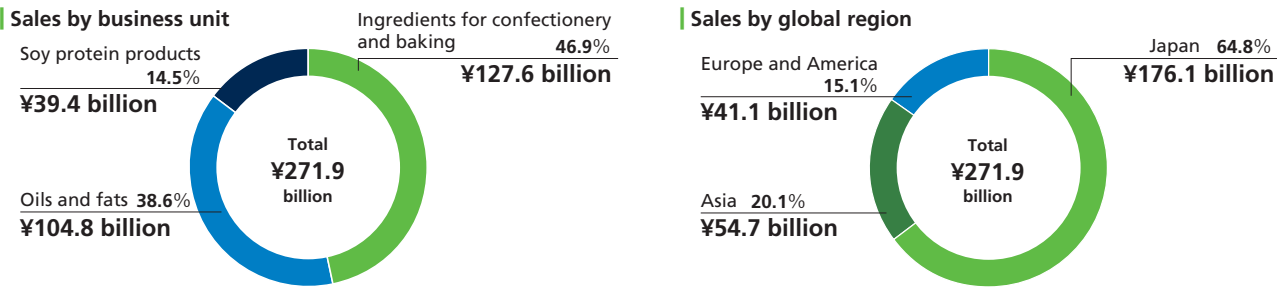 Sales by business unit
Ingredients for confectionery
and baking 46.9%
¥127.6 billion
Soy protein products
14.5%
¥39.4 billion
Oils and fats 38.6%
¥104.8 billion
Total
¥271.9
billion
Sales by global region
Japan 64.8%
¥176.1 billion
Europe and America
15.1%
¥41.1 billion
Asia 20.1%
¥54.7 billion
Total
¥271.9
billion